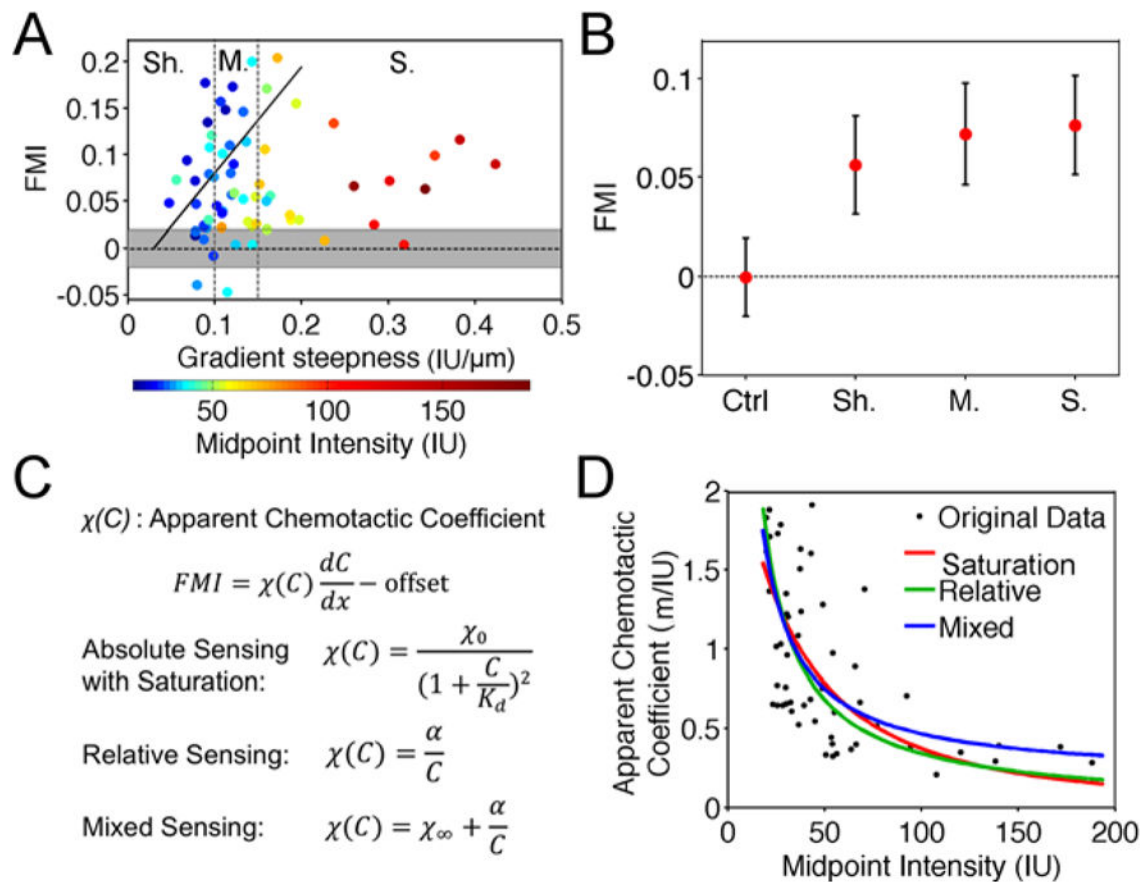 A
Sh.
M.
S.
FMI
0.2
0.15
0.1
0.05
0
-0.05
0
0.1
0.2
0.3
0.4
0.5
Gradient steepness (IU/μm)
50
100
150
Midpoint Intensity (IU)
B
FMI
0.1
0.05
0
-0.05
Ctrl
Sh.
M.
S.
C
χ(C) : Apparent Chemotactic Coefficient
FMI = χ(C) dC/dx − offset
Absolute Sensing
with Saturation:
χ(C) = χ₀/(1 + C/K_d)²
Relative Sensing: χ(C) = α/C
Mixed Sensing: χ(C) = χ∞ + α/C
D
Apparent Chemotactic
Coefficient (m/IU)
2
1.5
1
0.5
0
Original Data
Saturation
Relative
Mixed
0
50
100
150
200
Midpoint Intensity (IU)